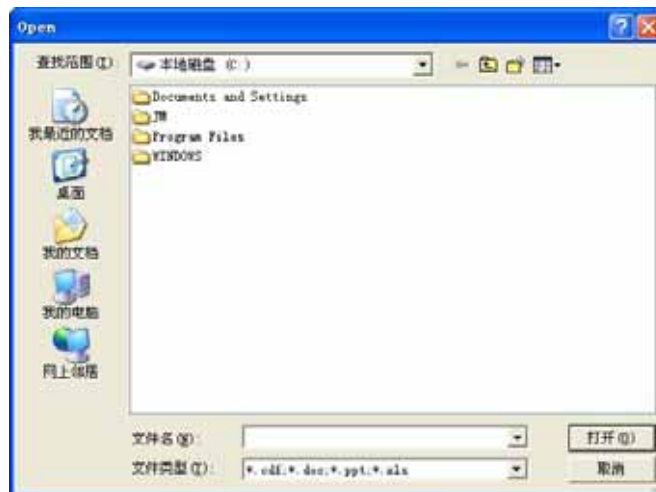 Open
查找范围(I)
本地磁盘 (C:)
Documents and Settings
JM
Program Files
WINDOWS
我最近的文档
桌面
我的文档
我的电脑
网上邻居
文件名(N):
打开(O)
文件类型(T):
*.cdf;*.doc;*.ppt;*.xls
取消